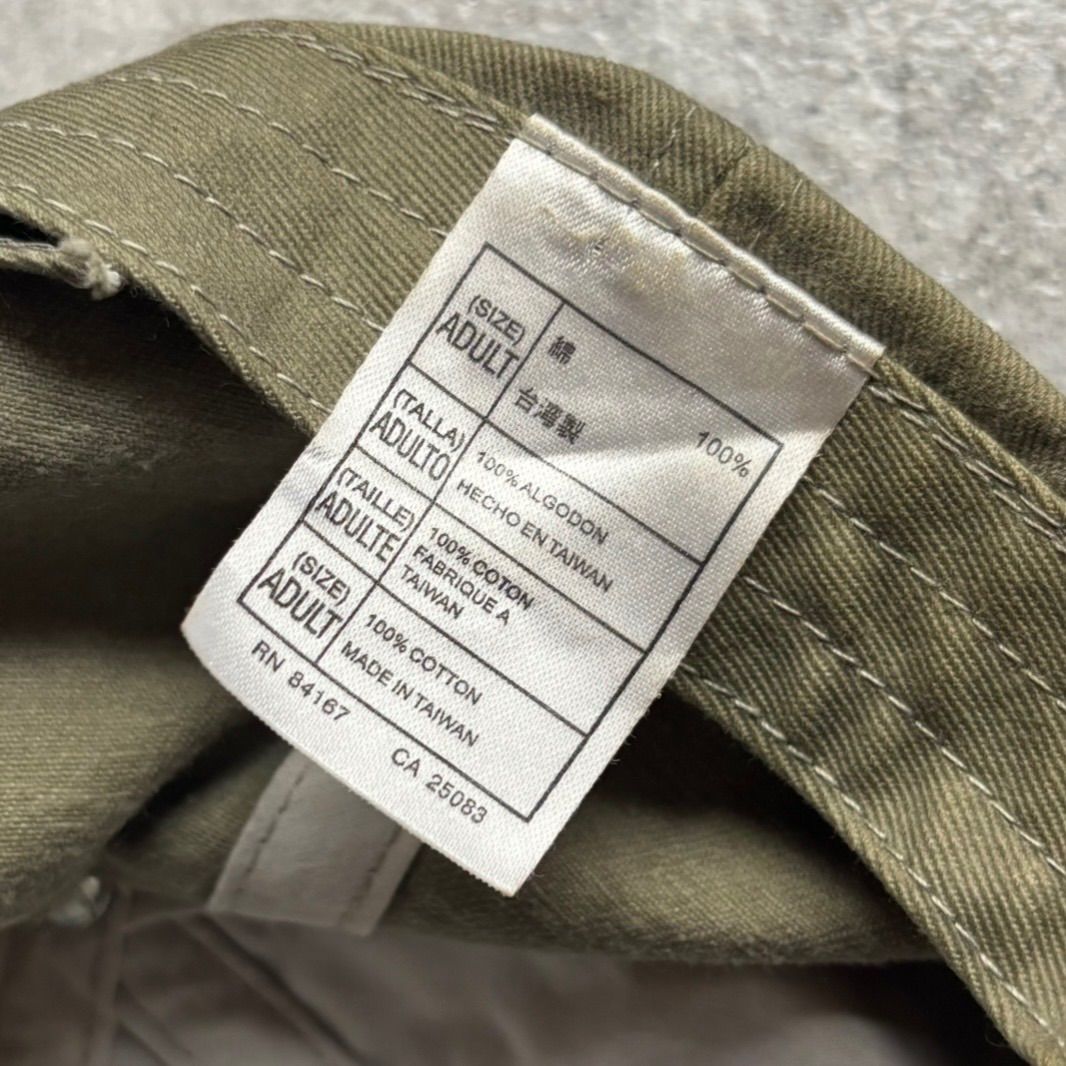 (SIZE)
ADULT
綿 100%
台灣製
(TALLA)
ADULTO
100% ALGODON
HECHO EN TAIWAN
(TAILLE)
ADULTE
100% COTON
FABRIQUE A
TAIWAN
(SIZE)
ADULT
100% COTTON
MADE IN TAIWAN
RN 84167 CA 25083